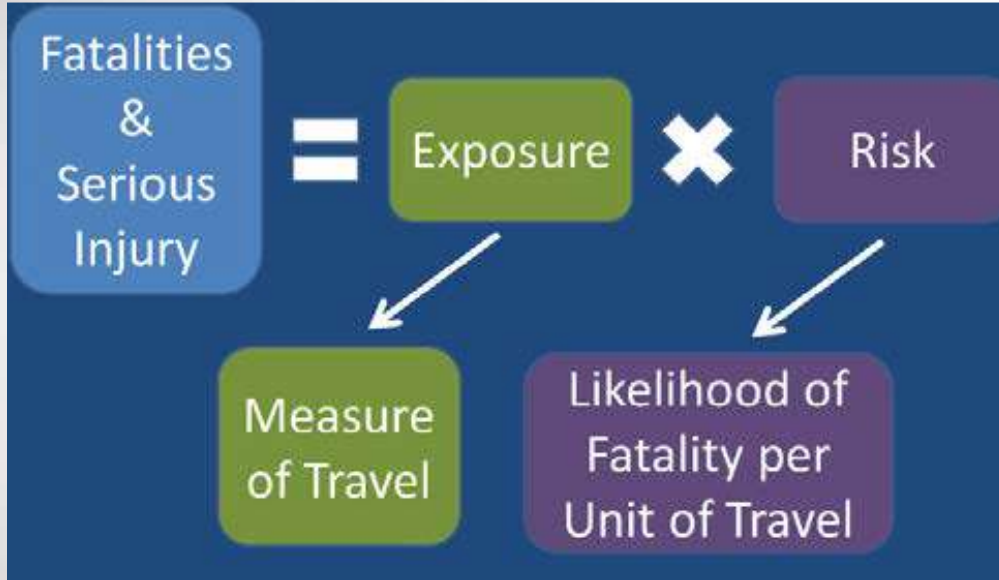 Fatalities
&
Serious
Injury
=
Exposure
✖
Risk
Measure
of Travel
Likelihood of
Fatality per
Unit of Travel